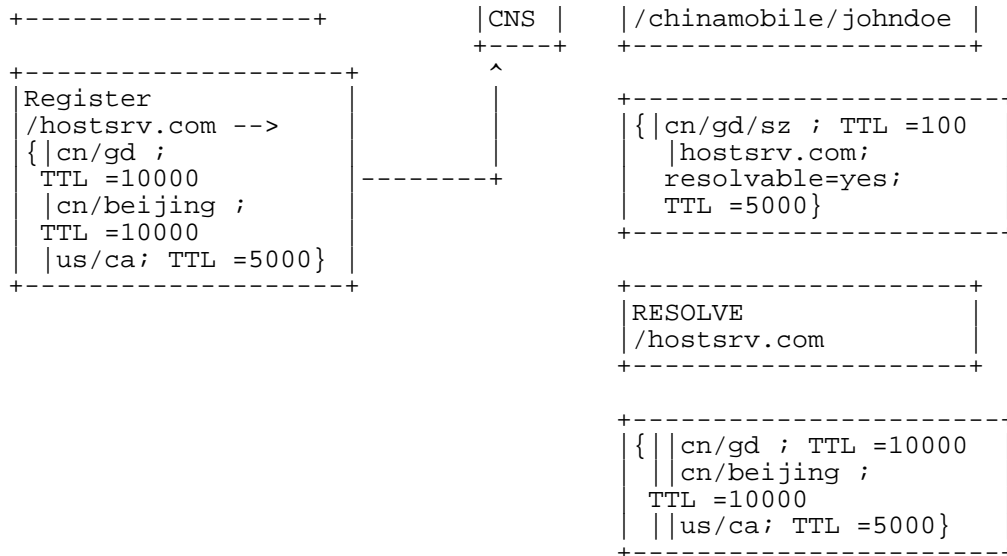 CNS
/chinamobile/johndoe
Register
/hostsrv.com -->
{|cn/gd ;
TTL =10000
|cn/beijing ;
TTL =10000
|us/ca; TTL =5000}
{|cn/gd/sz ; TTL =100
|hostsrv.com;
resolvable=yes;
TTL =5000}
RESOLVE
/hostsrv.com
{||cn/gd ; TTL =10000
||cn/beijing ;
TTL =10000
||us/ca; TTL =5000}